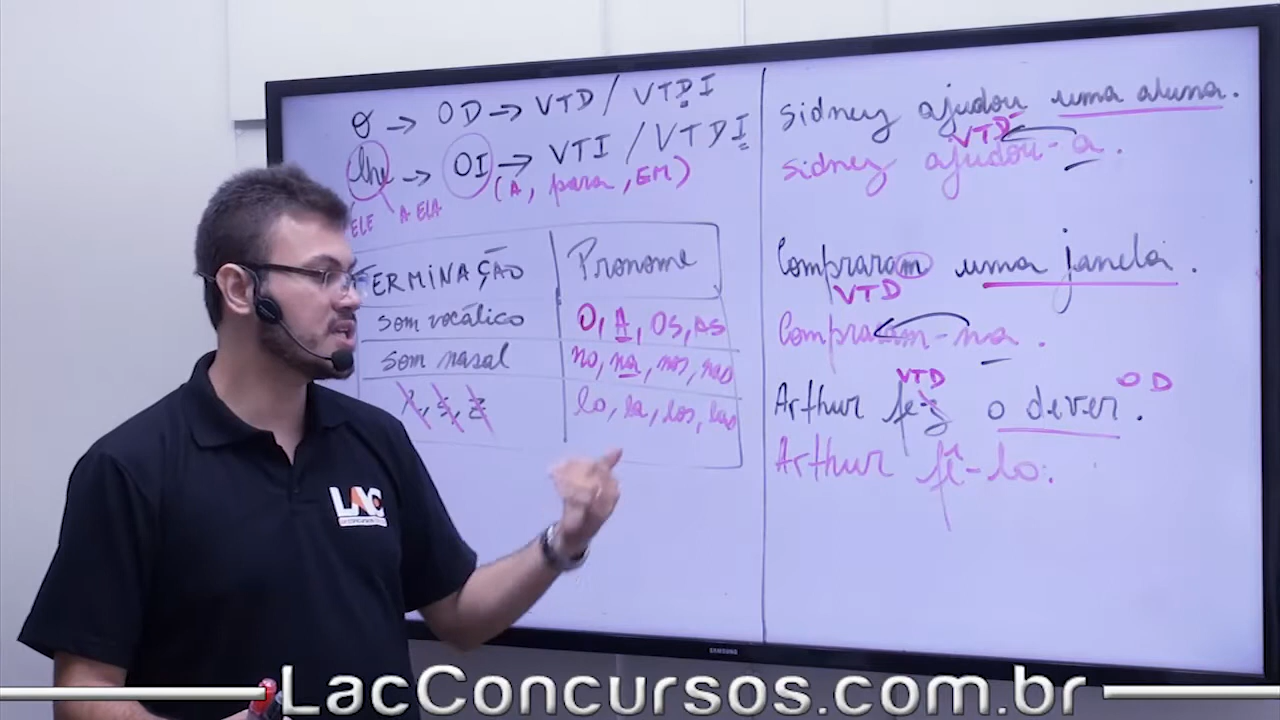 O → OD → VTD / VTDI
lhe → OI → VTI / VTDI
(A, para, EM)
ELE A ELA
TERMINAÇÃO Pronome
som vocálico O, A, OS, AS
som nasal no, na, nos, nas
r, s, z lo, la, los, las
sidney ajudou uma aluna.
VTD
sidney ajudou-a.
Compraram uma janela.
VTD
Compraram-na.
VTD OD
Arthur fez o dever.
Arthur fê-lo.
SAMSUNG
LAC
LacConcursos.com.br